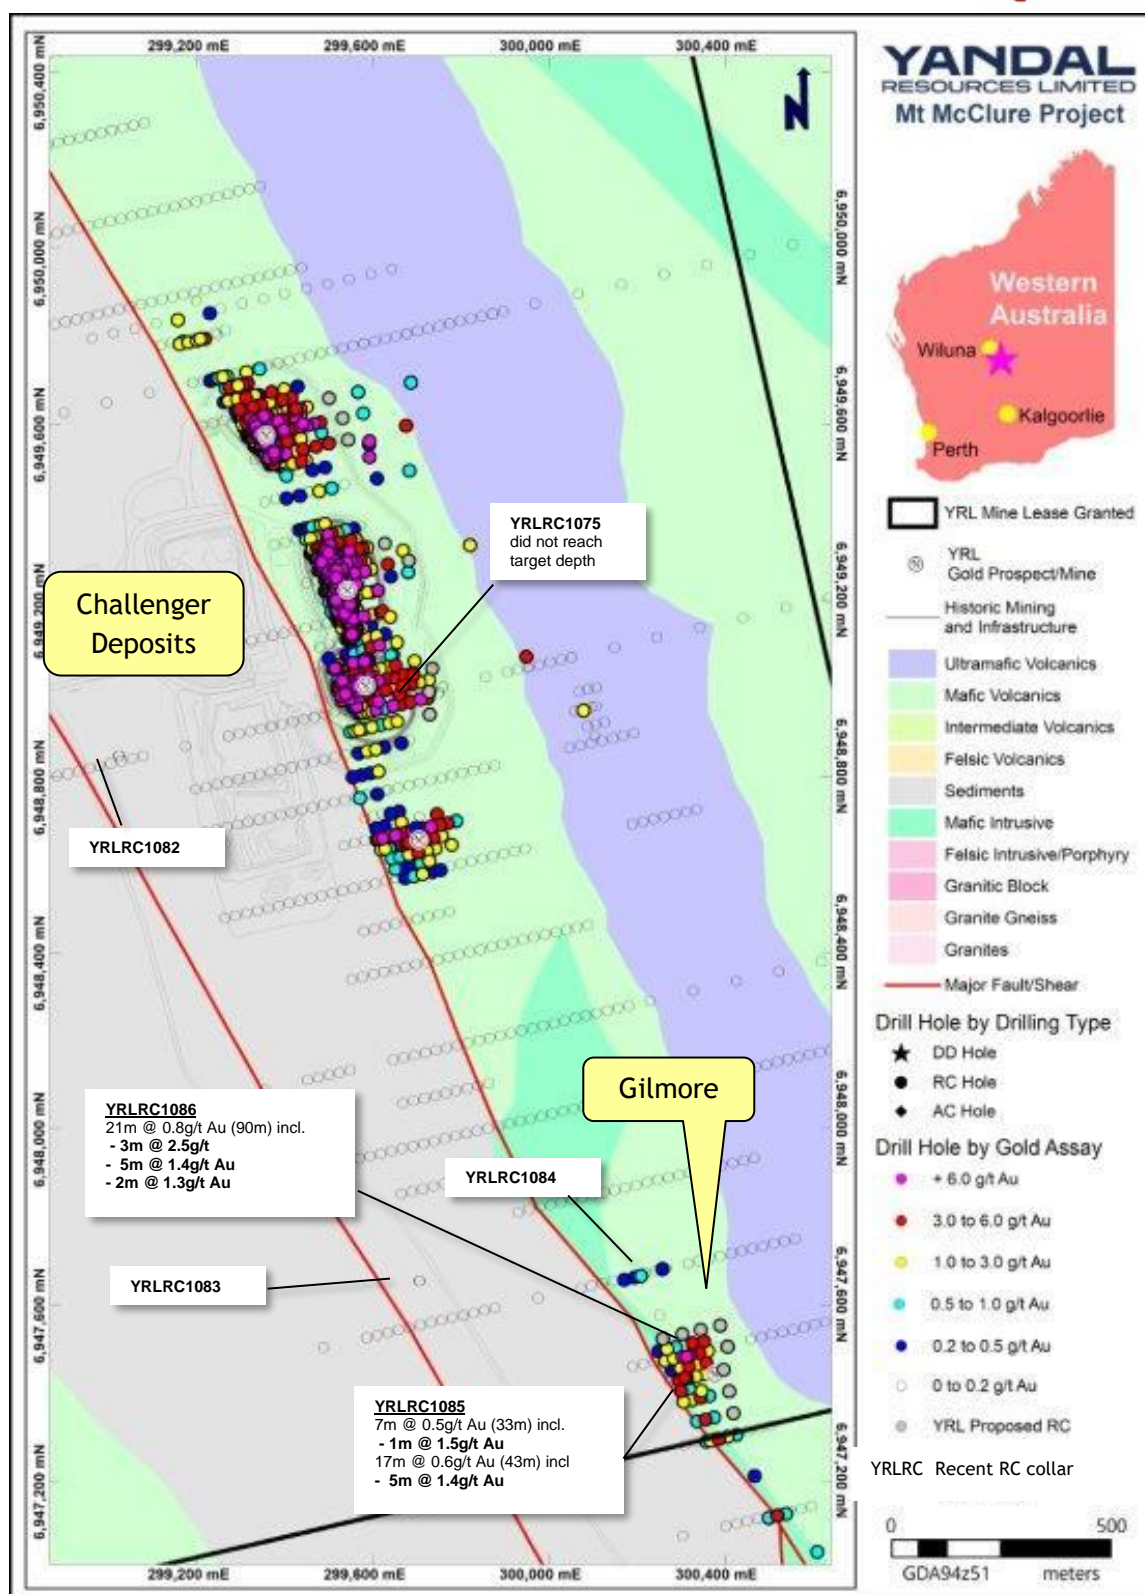 299,200 mE
299,600 mE
300,000 mE
300,400 mE
6,950,400 mN
6,950,000 mN
6,949,600 mN
6,949,200 mN
6,948,800 mN
6,948,400 mN
6,948,000 mN
6,947,600 mN
6,947,200 mN
N
6,950,000 mN
6,949,600 mN
6,949,200 mN
6,948,800 mN
6,948,400 mN
6,948,000 mN
6,947,600 mN
6,947,200 mN
YRLRC1075
did not reach
target depth
Challenger
Deposits
YRLRC1082
YRLRC1086
21m @ 0.8g/t Au (90m) incl.
- 3m @ 2.5g/t
- 5m @ 1.4g/t Au
- 2m @ 1.3g/t Au
Gilmore
YRLRC1084
YRLRC1083
YRLRC1085
7m @ 0.5g/t Au (33m) incl.
- 1m @ 1.5g/t Au
17m @ 0.6g/t Au (43m) incl
- 5m @ 1.4g/t Au
299,200 mE
299,600 mE
300,000 mE
300,400 mE
YANDAL
RESOURCES LIMITED
Mt McClure Project
Western
Australia
Wiluna
Kalgoorlie
Perth
YRL Mine Lease Granted
YRL
Gold Prospect/Mine
Historic Mining
and Infrastructure
Ultramafic Volcanics
Mafic Volcanics
Intermediate Volcanics
Felsic Volcanics
Sediments
Mafic Intrusive
Felsic Intrusive/Porphyry
Granitic Block
Granite Gneiss
Granites
Major Fault/Shear
Drill Hole by Drilling Type
DD Hole
RC Hole
AC Hole
Drill Hole by Gold Assay
+ 6.0 g/t Au
3.0 to 6.0 g/t Au
1.0 to 3.0 g/t Au
0.5 to 1.0 g/t Au
0.2 to 0.5 g/t Au
0 to 0.2 g/t Au
YRL Proposed RC
YRLRC Recent RC collar
0 500
GDA94z51 meters